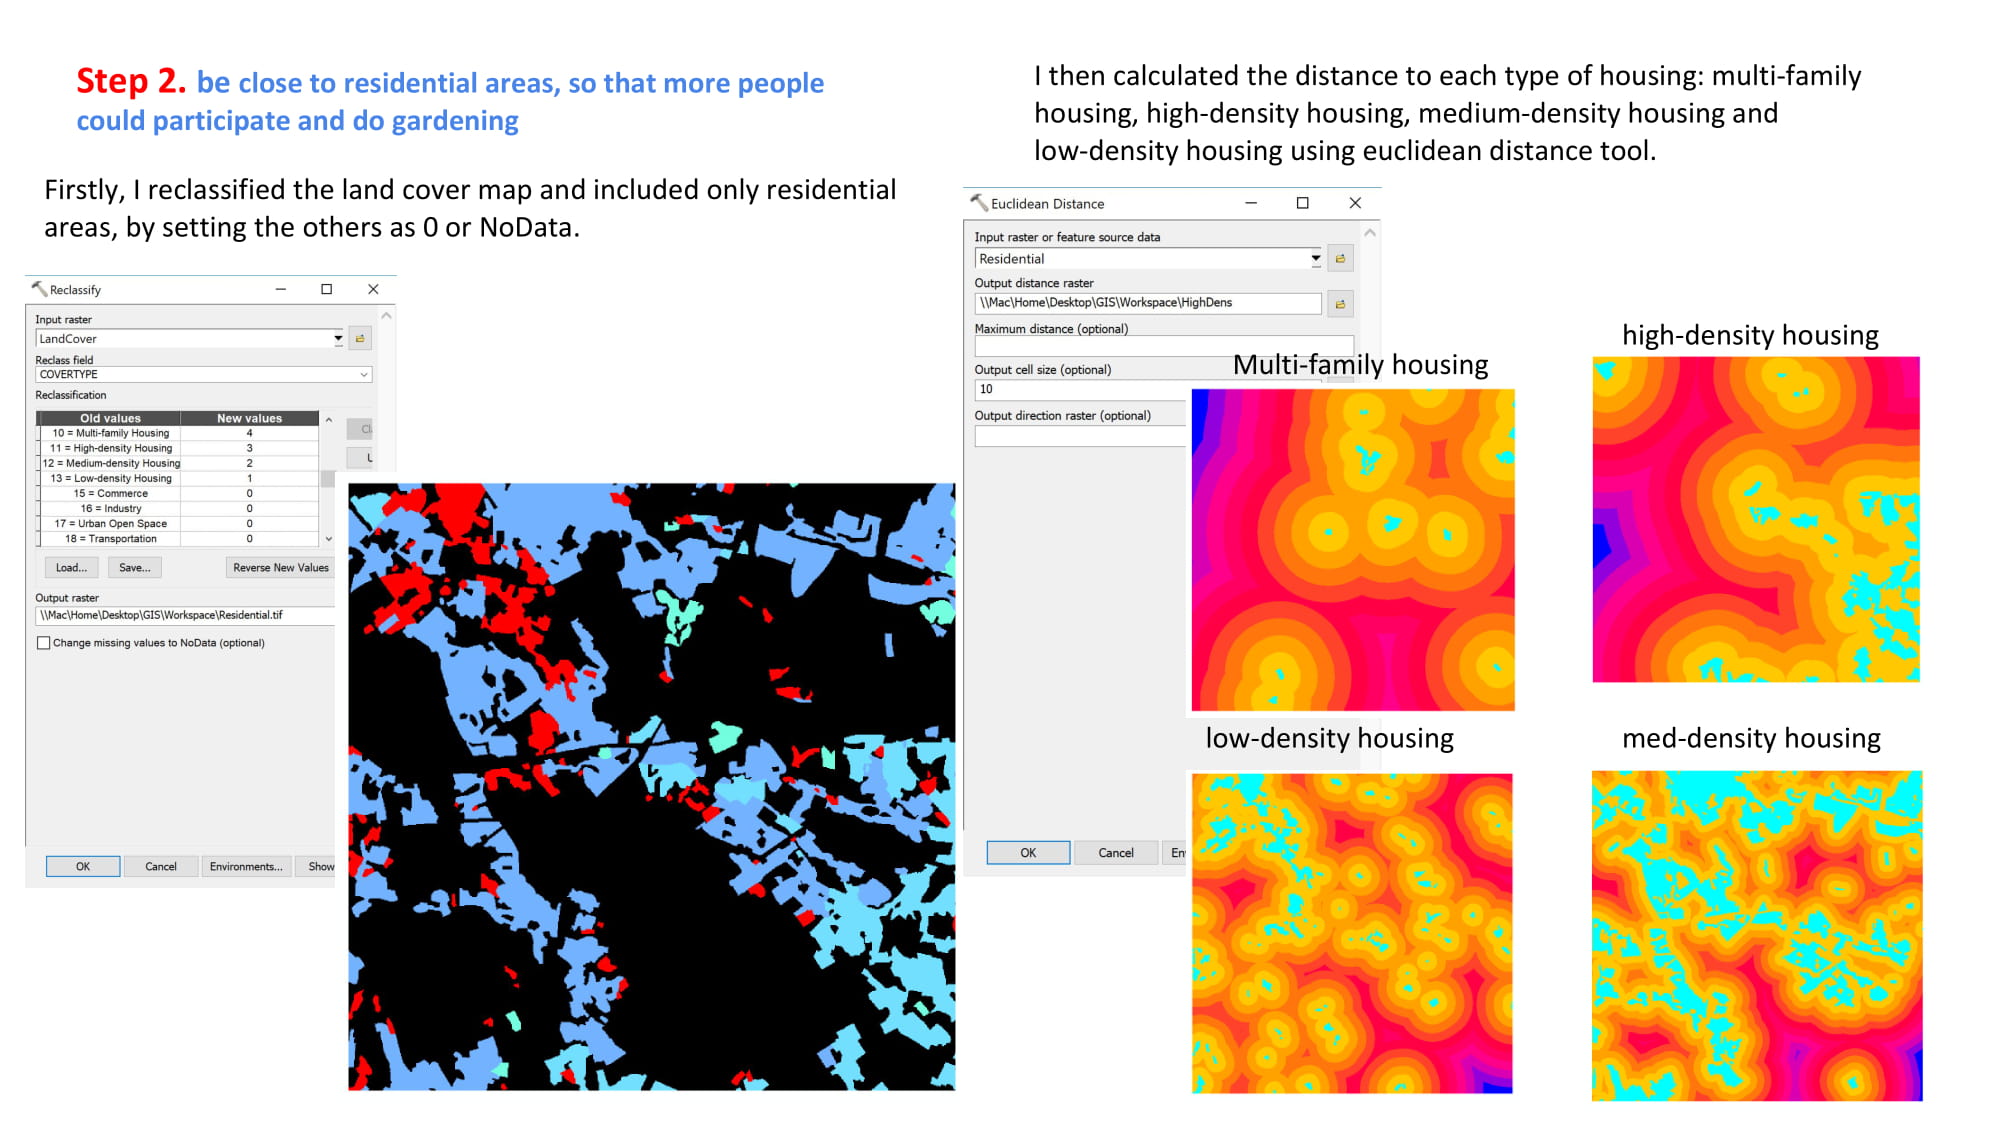 Step 2. be close to residential areas, so that more people
could participate and do gardening
Firstly, I reclassified the land cover map and included only residential
areas, by setting the others as 0 or NoData.
Reclassify
Input raster
LandCover
Reclass field
COVERTYPE
Reclassification
Old values New values
10 = Multi-family Housing 4
11 = High-density Housing 3
12 = Medium-density Housing 2
13 = Low-density Housing 1
15 = Commerce 0
16 = Industry 0
17 = Urban Open Space 0
18 = Transportation 0
Load... Save... Reverse New Values
Output raster
\\Mac\Home\Desktop\GIS\Workspace\Residential.tif
Change missing values to NoData (optional)
OK Cancel Environments... Show
I then calculated the distance to each type of housing: multi-family
housing, high-density housing, medium-density housing and
low-density housing using euclidean distance tool.
Euclidean Distance
Input raster or feature source data
Residential
Output distance raster
\\Mac\Home\Desktop\GIS\Workspace\HighDens
Maximum distance (optional)
Output cell size (optional)
10
Output direction raster (optional)
OK Cancel
Multi-family housing
high-density housing
low-density housing
med-density housing